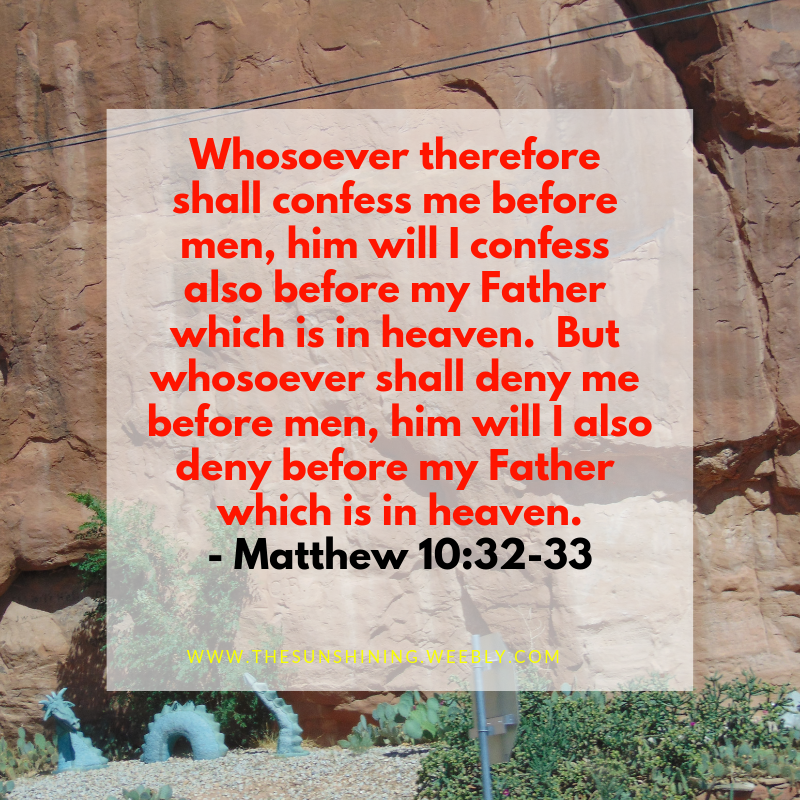 Whosoever therefore
shall confess me before
men, him will I confess
also before my Father
which is in heaven.  But
whosoever shall deny me
before men, him will I also
deny before my Father
which is in heaven.
- Matthew 10:32-33
WWW.THESUNSHINING.WEEBLY.COM